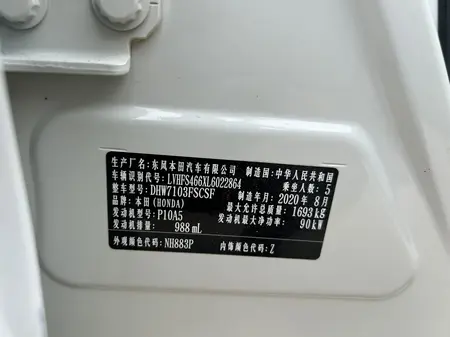 生产厂名:东风本田汽车有限公司 制造国:中华人民共和国
车辆识别代号:LVHFS466XL6022864 乘坐人数:5
整车型号:DHW7103FSCSF 制造年月:2020年8月
品牌:本田(HONDA) 最大允许总质量:1693kg
发动机型号:P10A5 发动机最大净功率:90kW
发动机排量:988mL
外观颜色代码:NH883P 内饰颜色代码:Z